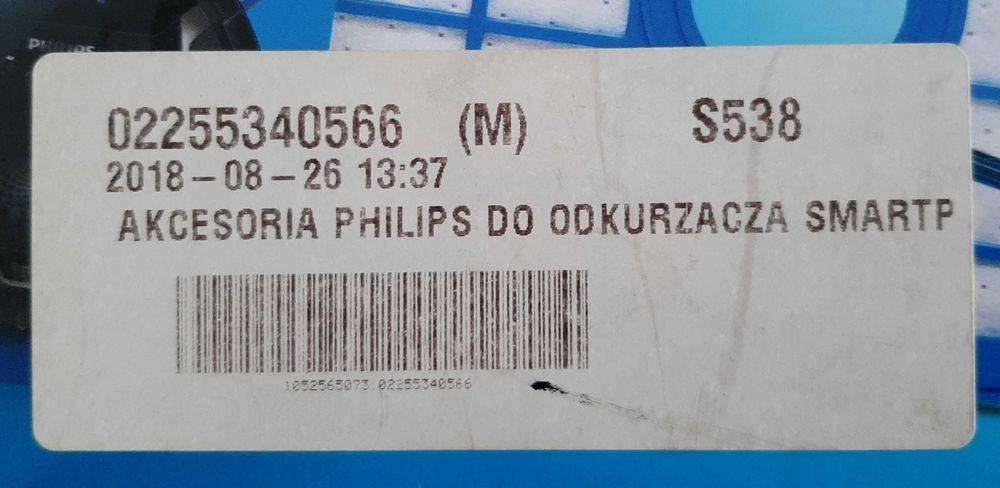 PHILIPS
02255340566 (M) S538
2018-08-26 13:37
AKCESORIA PHILIPS DO ODKURZACZA SMARTP
1052565073 02255340566